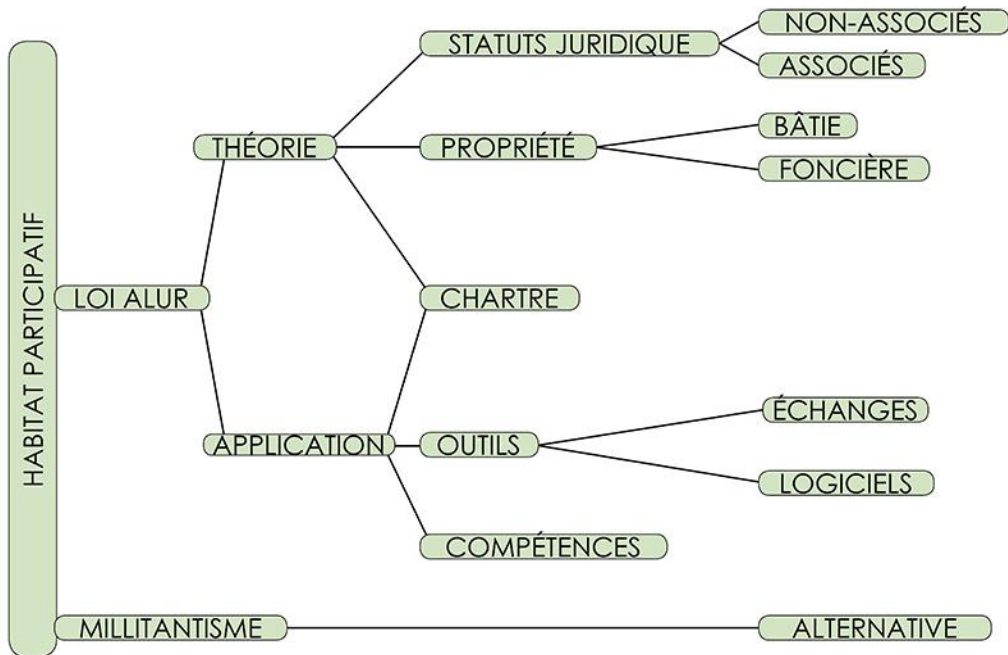 HABITAT PARTICIPATIF
LOI ALUR
THÉORIE
STATUTS JURIDIQUE
NON-ASSOCIÉS
ASSOCIÉS
PROPRIÉTÉ
BÂTIE
FONCIÈRE
CHARTRE
APPLICATION
OUTILS
ÉCHANGES
LOGICIELS
COMPÉTENCES
MILLITANTISME
ALTERNATIVE